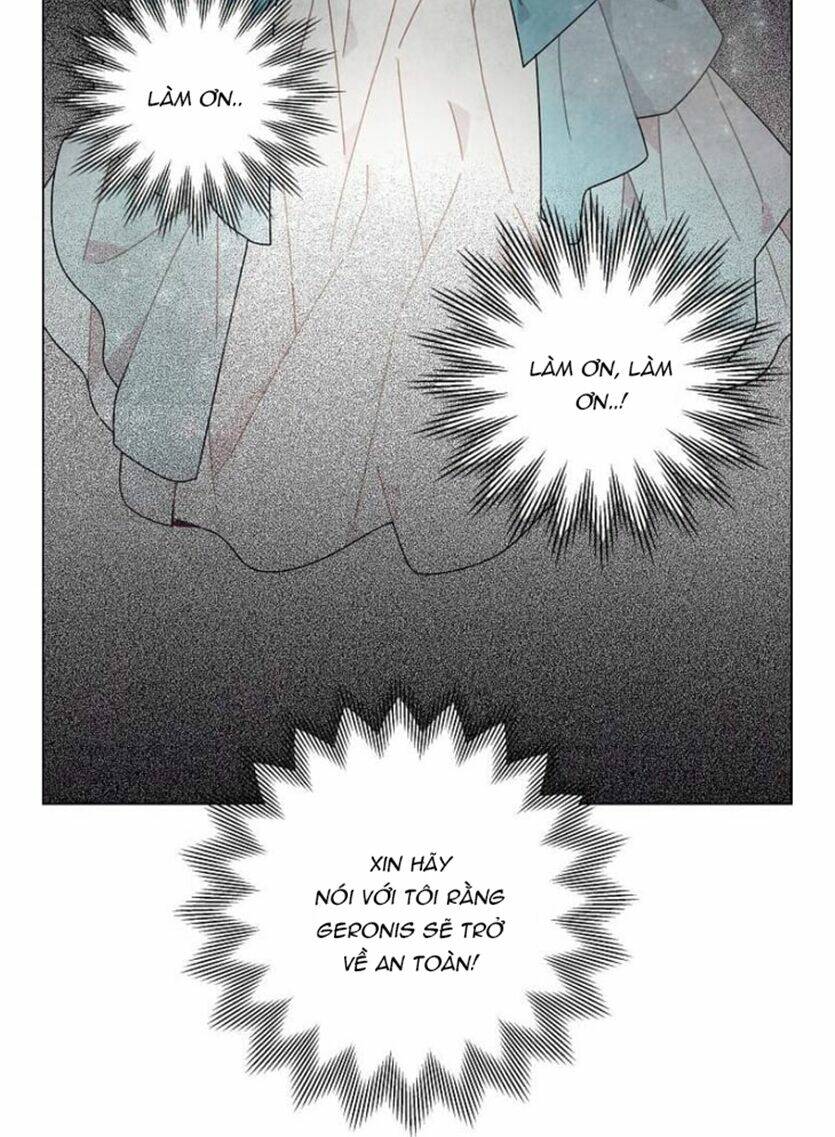 LÀM ƠN..
LÀM ƠN, LÀM
ƠN..!
XIN HÃY
NÓI VỚI TÔI RẰNG
GERONIS SẼ TRỞ
VỀ AN TOÀN!